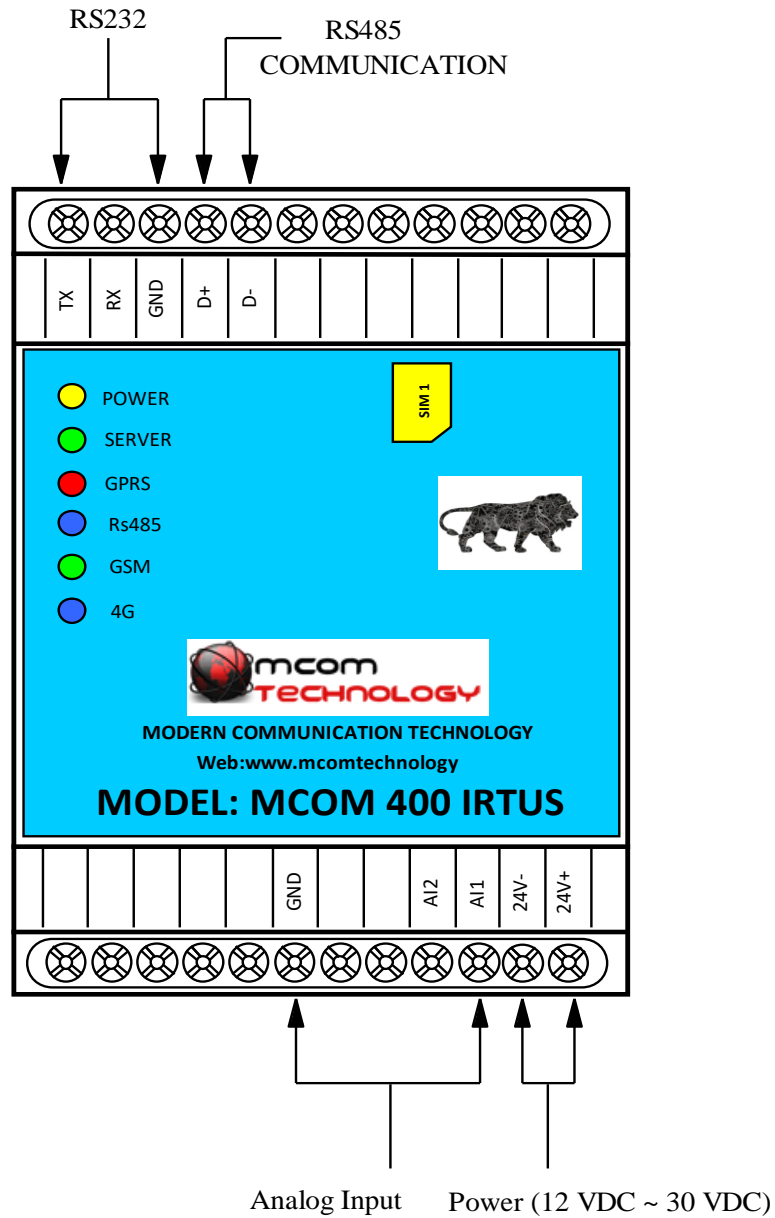 RS232
RS485
COMMUNICATION
TX
RX
GND
D+
D-
SIM 1
POWER
SERVER
GPRS
Rs485
GSM
4G
mcom
TECHNOLOGY
MODERN COMMUNICATION TECHNOLOGY
Web:www.mcomtechnology
MODEL: MCOM 400 IRTUS
GND
AI2
AI1
24V-
24V+
Analog Input
Power (12 VDC ~ 30 VDC)